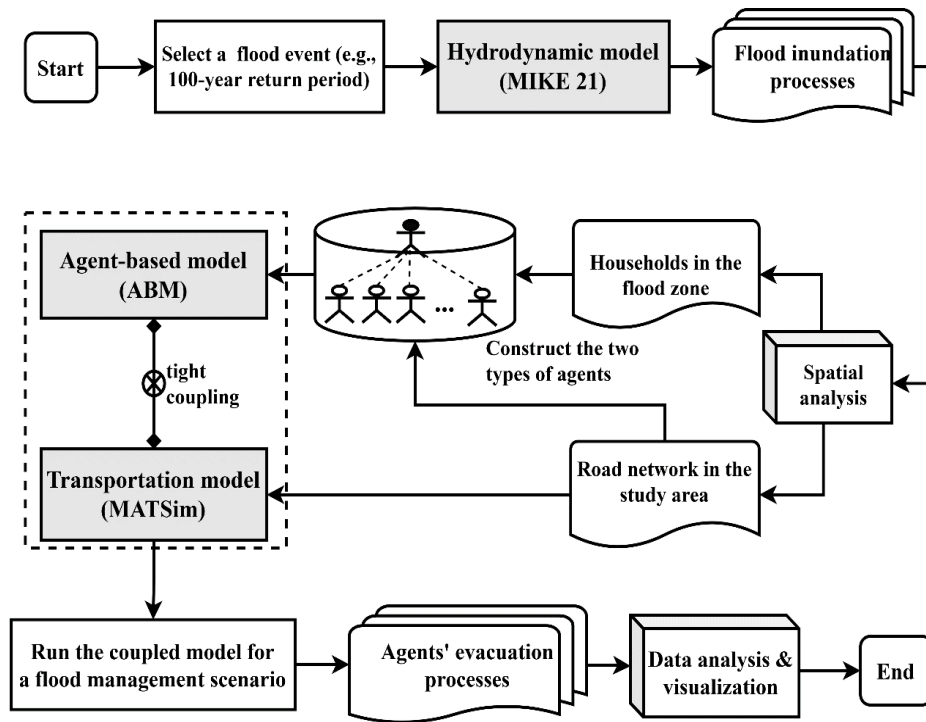 Start
Select a flood event (e.g.,
100-year return period)
Hydrodynamic model
(MIKE 21)
Flood inundation
processes
Agent-based model
(ABM)
...
Households in the
flood zone
Construct the two
types of agents
Spatial
analysis
tight
coupling
Transportation model
(MATSim)
Road network in the
study area
Run the coupled model for
a flood management scenario
Agents' evacuation
processes
Data analysis &
visualization
End